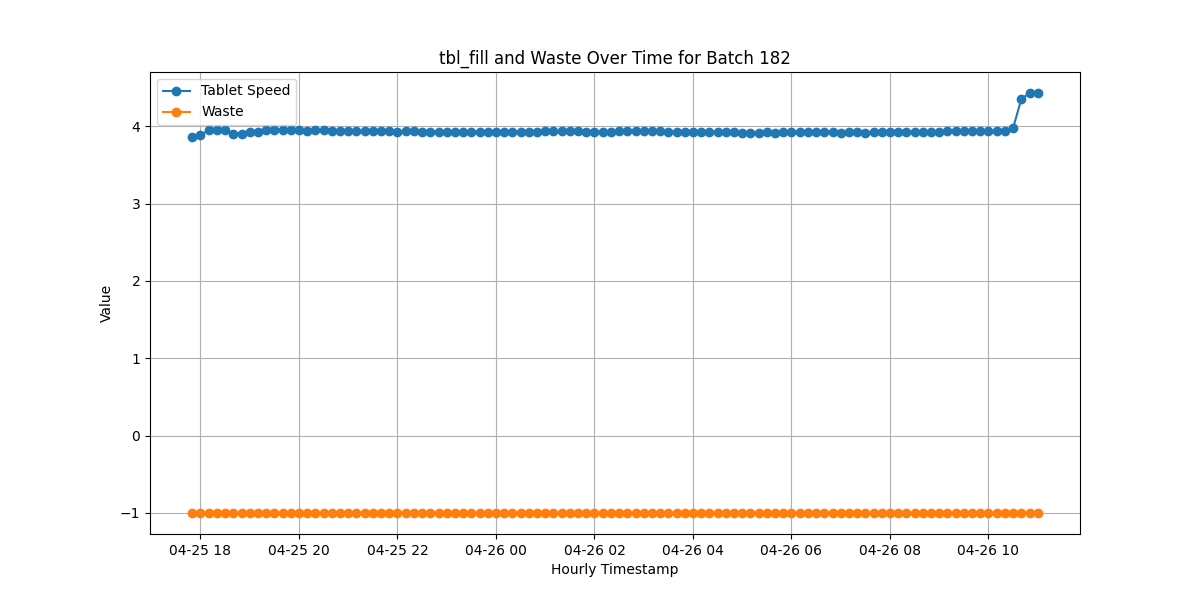 tbl_fill and Waste Over Time for Batch 182
Tablet Speed
Waste
4
3
2
1
0
−1
Value
04-25 18 04-25 20 04-25 22 04-26 00 04-26 02 04-26 04 04-26 06 04-26 08 04-26 10
Hourly Timestamp